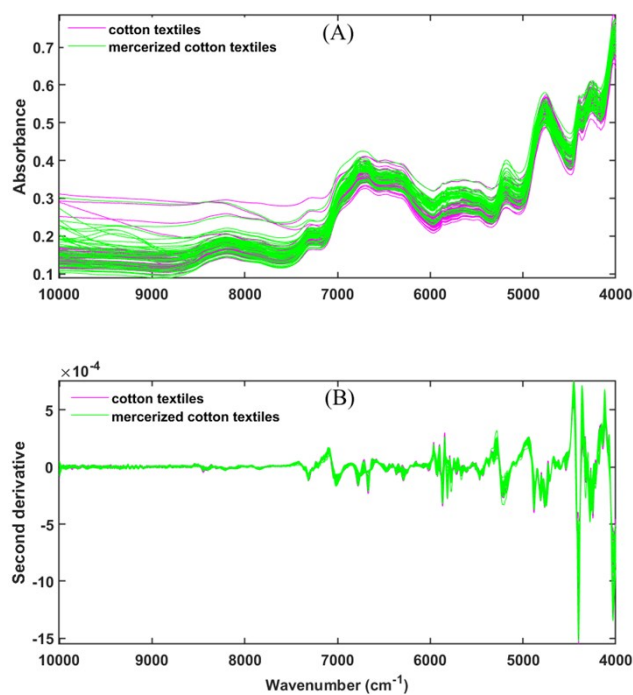 (A)
cotton textiles
mercerized cotton textiles
Absorbance
0.7
0.6
0.5
0.4
0.3
0.2
0.1
10000 9000 8000 7000 6000 5000 4000
×10⁻⁴
(B)
cotton textiles
mercerized cotton textiles
Second derivative
5
0
-5
-10
-15
10000 9000 8000 7000 6000 5000 4000
Wavenumber (cm⁻¹)